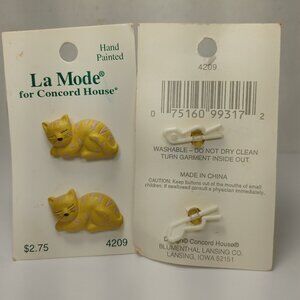 Hand
Painted
La Mode®
for Concord House®
$2.75
4209
4209
0 75160 99317 2
WASHABLE – DO NOT DRY CLEAN
TURN GARMENT INSIDE OUT.
MADE IN CHINA
CAUTION: Keep buttons out of the mouths of small
children. If swallowed consult a physician immediately.
Concord House®
BLUMENTHAL LANSING CO.
LANSING, IOWA 52151